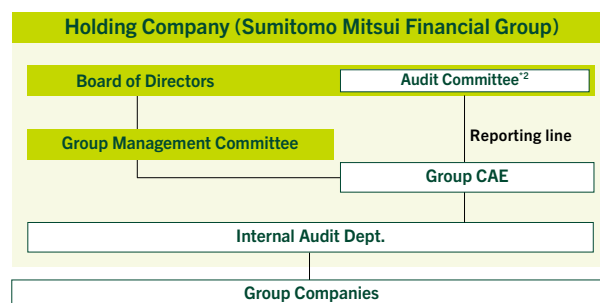 Holding Company (Sumitomo Mitsui Financial Group)
Board of Directors
Audit Committee*2
Reporting line
Group Management Committee
Group CAE
Internal Audit Dept.
Group Companies